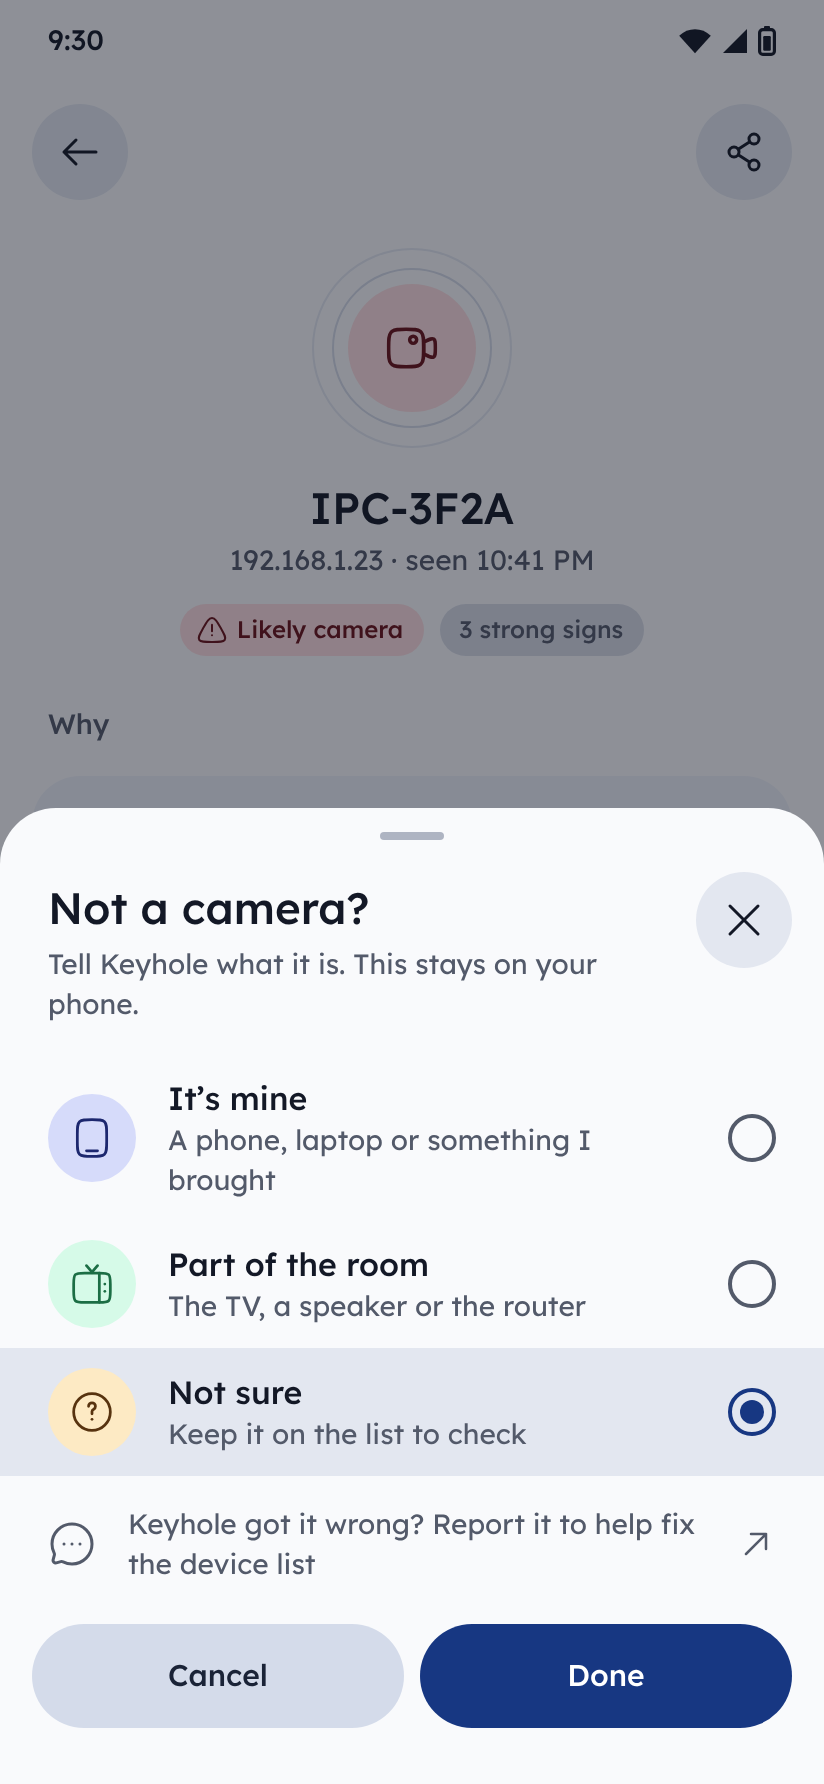 9:30
IPC-3F2A
192.168.1.23 · seen 10:41 PM
Likely camera
3 strong signs
Why
Not a camera?
Tell Keyhole what it is. This stays on your
phone.
It’s mine
A phone, laptop or something I
brought
Part of the room
The TV, a speaker or the router
Not sure
Keep it on the list to check
Keyhole got it wrong? Report it to help fix
the device list
Cancel
Done